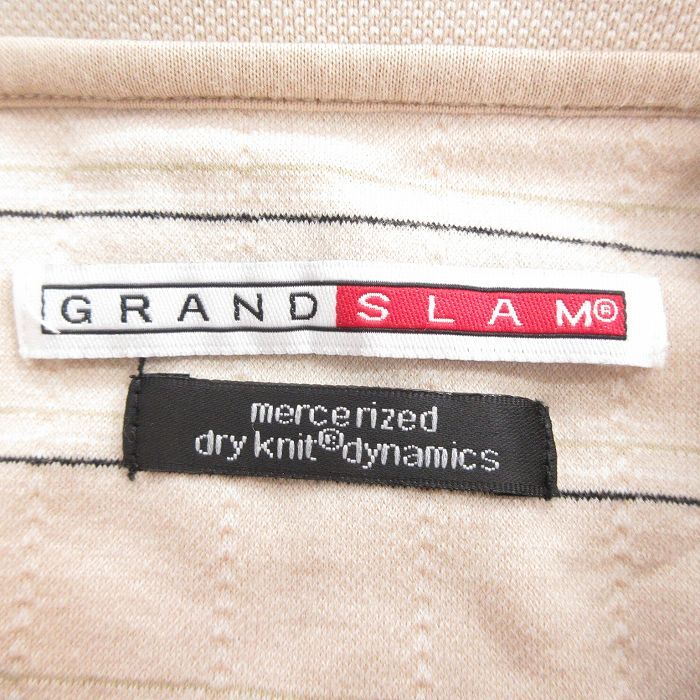 GRAND SLAM®
mercerized
dry knit® dynamics